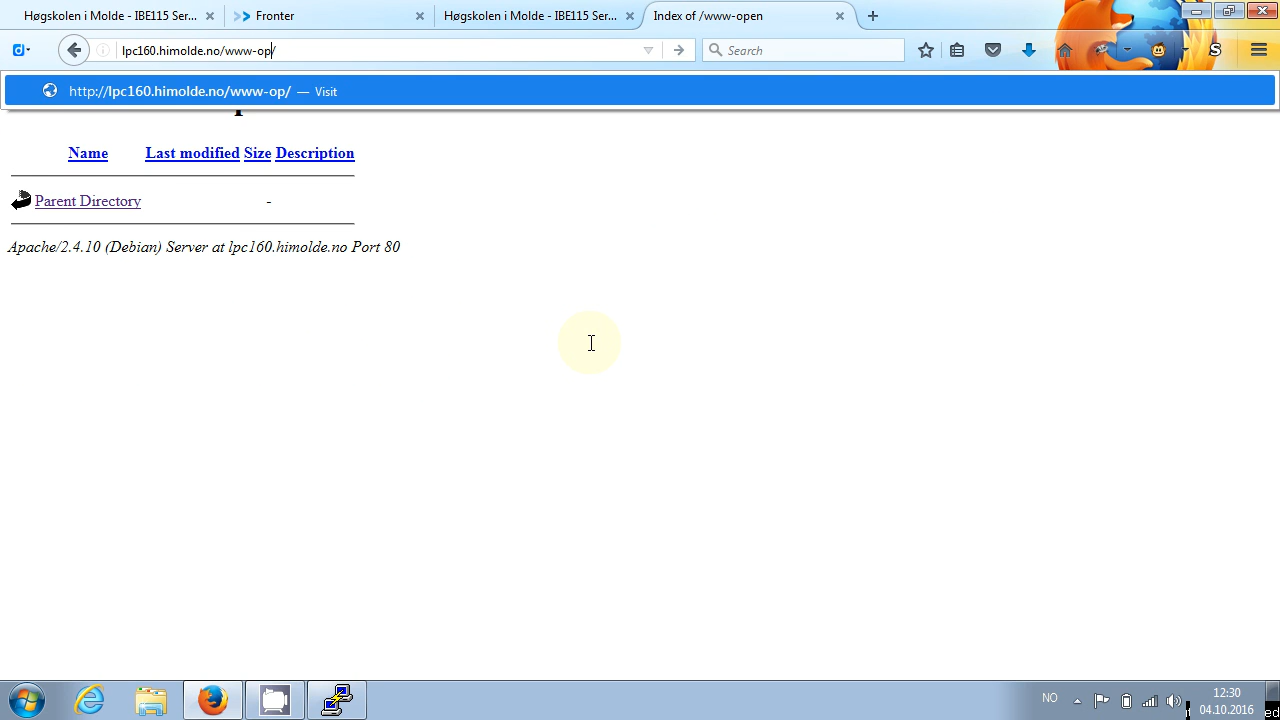 Høgskolen i Molde - IBE115 Ser...
Fronter
Høgskolen i Molde - IBE115 Ser...
Index of /www-open
lpc160.himolde.no/www-op/
Search
http://lpc160.himolde.no/www-op/ — Visit
Name Last modified Size Description
Parent Directory -
Apache/2.4.10 (Debian) Server at lpc160.himolde.no Port 80
NO
12:30
04.10.2016